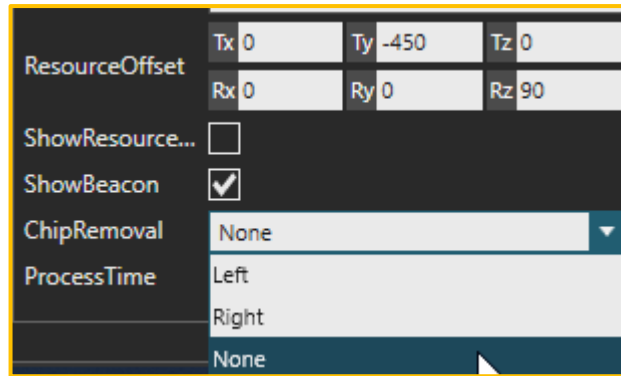 Tx 0 Ty -450 Tz 0
ResourceOffset
Rx 0 Ry 0 Rz 90
ShowResource...
ShowBeacon
ChipRemoval None
ProcessTime Left
Right
None